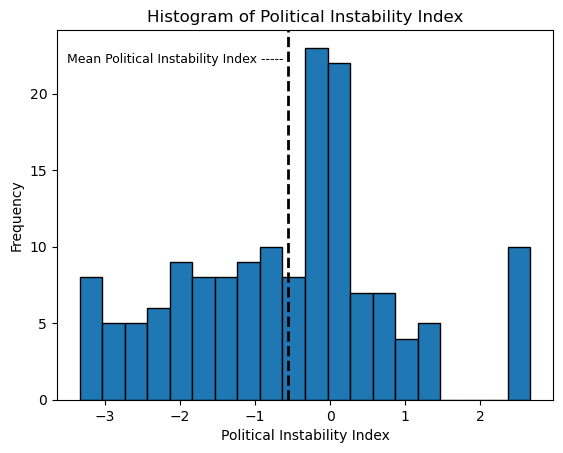 Histogram of Political Instability Index
Mean Political Instability Index -----
Frequency
20
15
10
5
0
−3
−2
−1
0
1
2
Political Instability Index